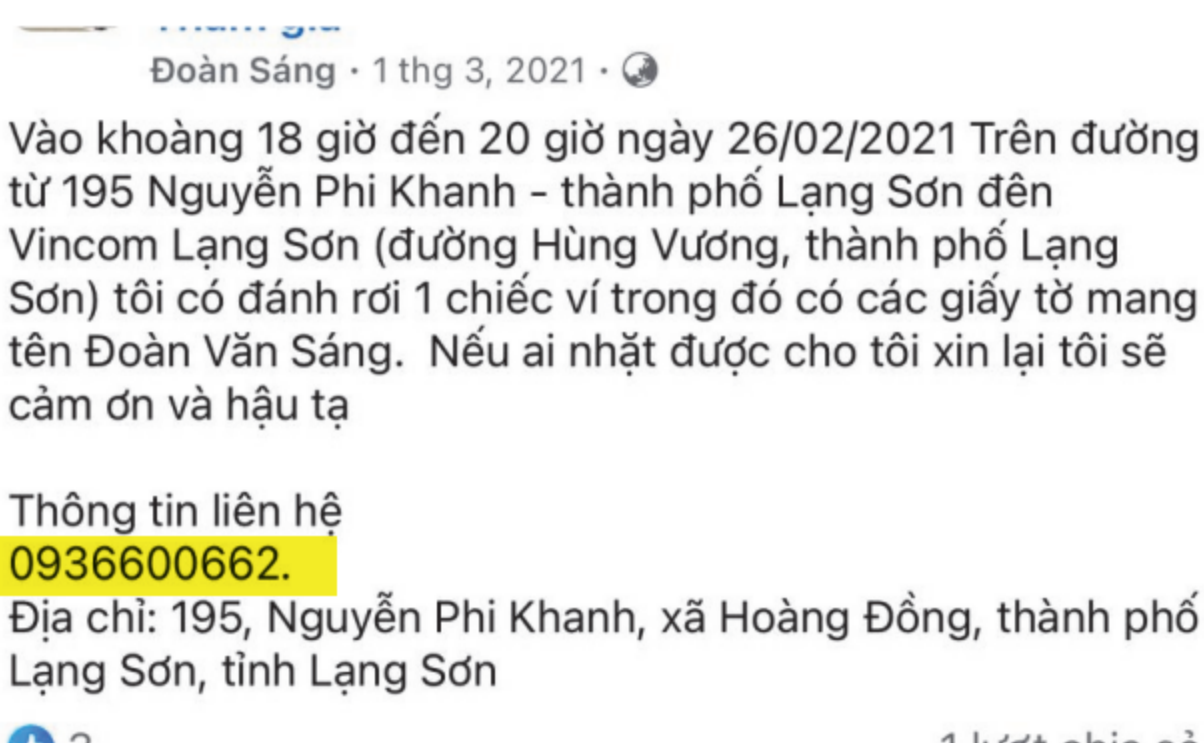 Đoàn Sáng · 1 thg 3, 2021 ·
Vào khoàng 18 giờ đến 20 giờ ngày 26/02/2021 Trên đường
từ 195 Nguyễn Phi Khanh - thành phố Lạng Sơn đên
Vincom Lạng Sơn (đường Hùng Vương, thành phố Lạng
Sơn) tôi có đánh rơi 1 chiếc ví trong đó có các giấy tờ mang
tên Đoàn Văn Sáng.  Nếu ai nhặt được cho tôi xin lại tôi sẽ
cảm ơn và hậu tạ
Thông tin liên hệ
0936600662.
Địa chỉ: 195, Nguyễn Phi Khanh, xã Hoàng Đồng, thành phố
Lạng Sơn, tỉnh Lạng Sơn